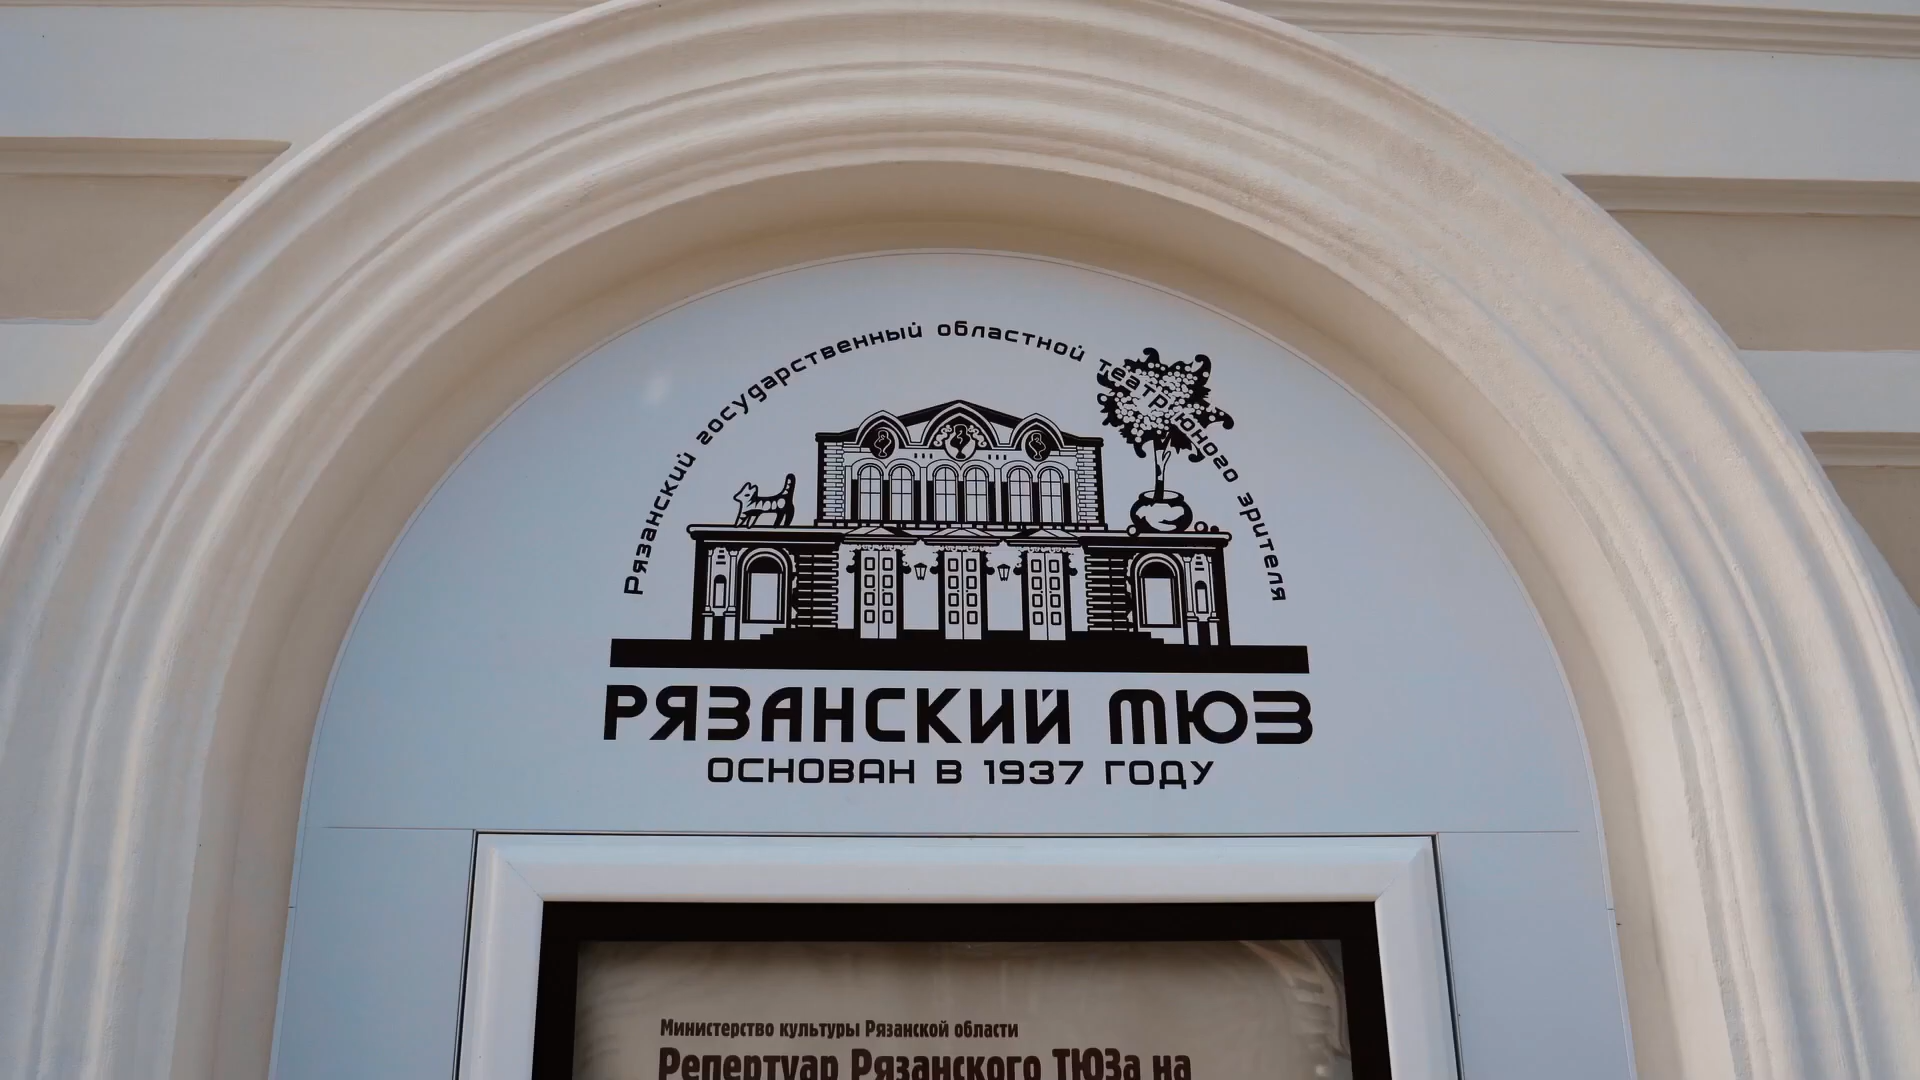 Рязанский государственный областной театр юного зрителя
РЯЗАНСКИЙ ТЮЗ
ОСНОВАН В 1937 ГОДУ
Министерство культуры Рязанской области
Репертуар Рязанского ТЮЗа на